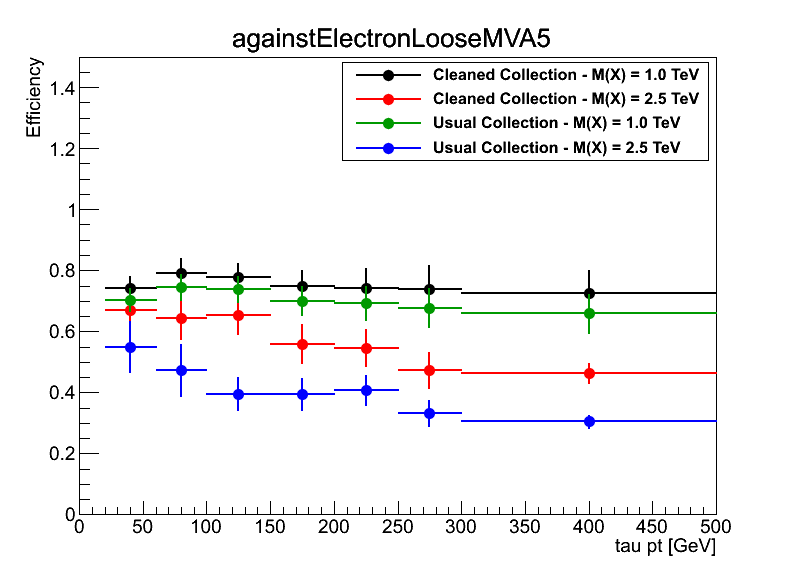 againstElectronLooseMVA5
Efficiency
Cleaned Collection - M(X) = 1.0 TeV
Cleaned Collection - M(X) = 2.5 TeV
Usual Collection - M(X) = 1.0 TeV
Usual Collection - M(X) = 2.5 TeV
1.4
1.2
1
0.8
0.6
0.4
0.2
0
0 50 100 150 200 250 300 350 400 450 500
tau pt [GeV]